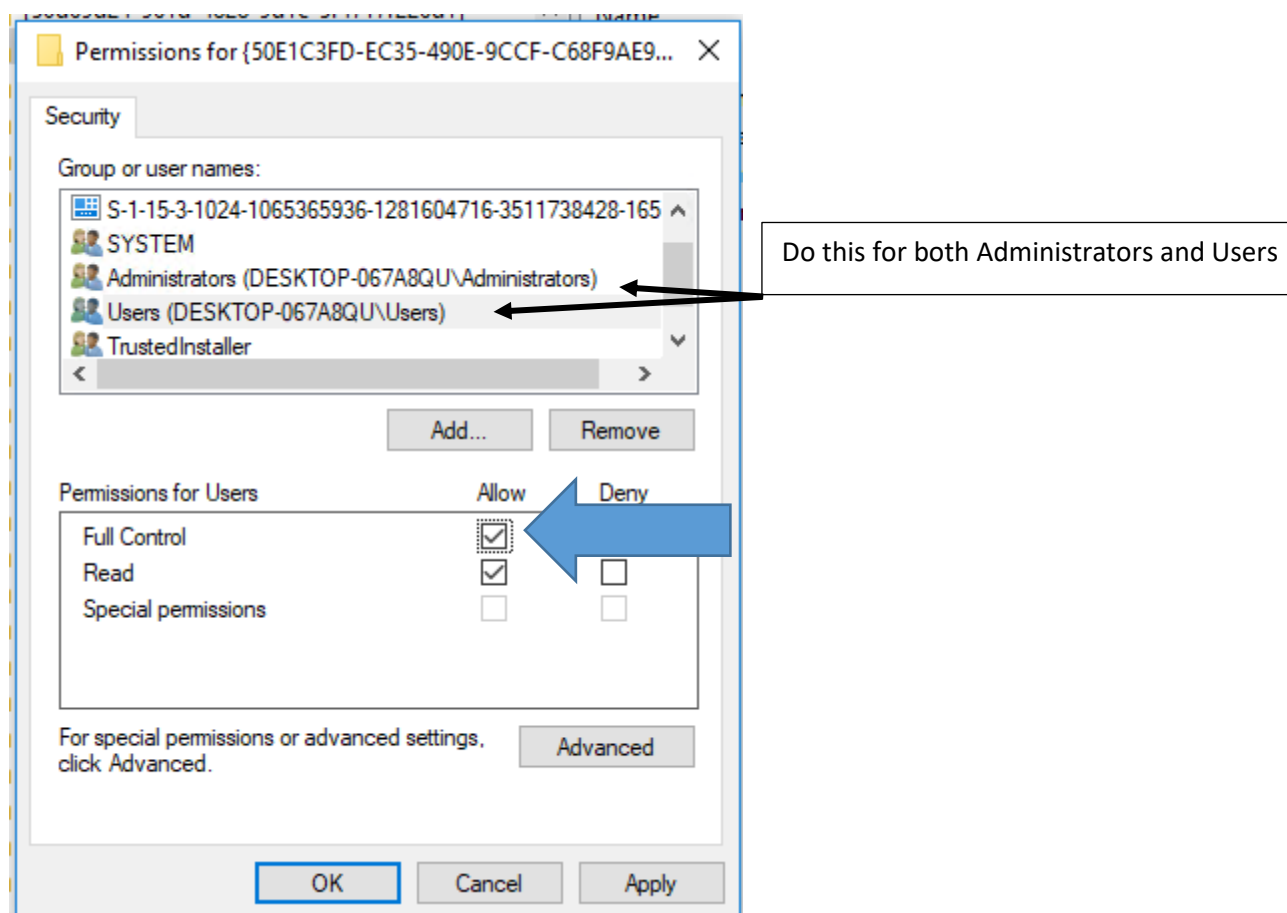 Name
Permissions for {50E1C3FD-EC35-490E-9CCF-C68F9AE9...
Security
Group or user names:
S-1-15-3-1024-1065365936-1281604716-3511738428-165
SYSTEM
Administrators (DESKTOP-067A8QU\Administrators)
Users (DESKTOP-067A8QU\Users)
TrustedInstaller
Do this for both Administrators and Users
Add... Remove
Permissions for Users Allow Deny
Full Control
Read
Special permissions
For special permissions or advanced settings,
click Advanced.
Advanced
OK Cancel Apply